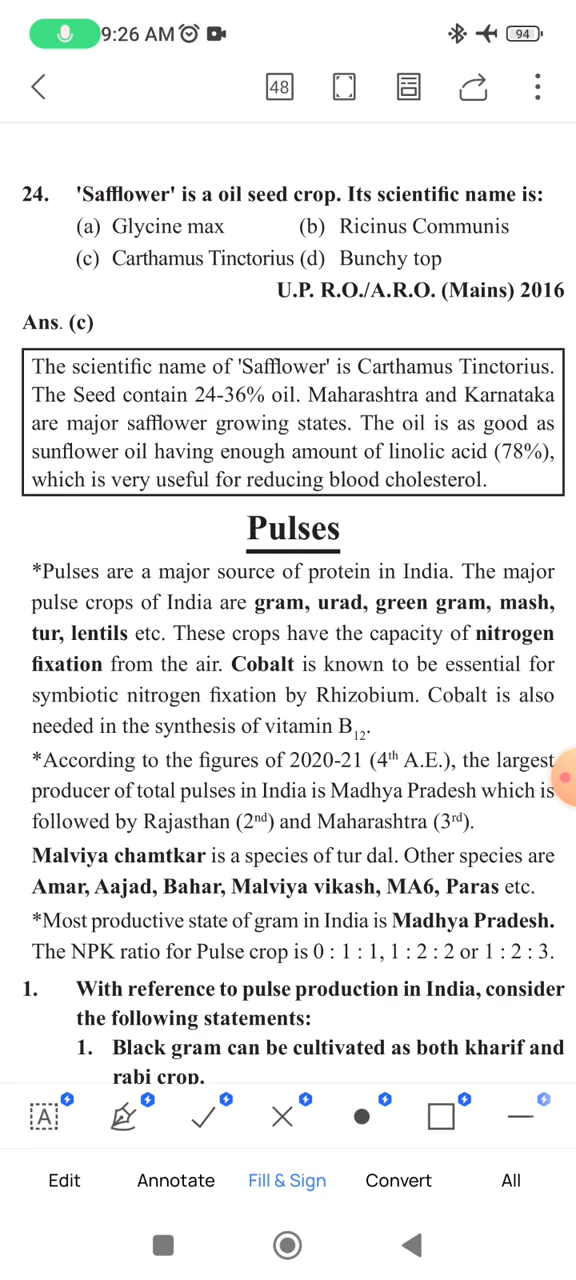 9:26 AM
94
48
24. 'Safflower' is a oil seed crop. Its scientific name is:
(a) Glycine max (b) Ricinus Communis
(c) Carthamus Tinctorius (d) Bunchy top
U.P. R.O./A.R.O. (Mains) 2016
Ans. (c)
The scientific name of 'Safflower' is Carthamus Tinctorius.
The Seed contain 24-36% oil. Maharashtra and Karnataka
are major safflower growing states. The oil is as good as
sunflower oil having enough amount of linolic acid (78%),
which is very useful for reducing blood cholesterol.
Pulses
*Pulses are a major source of protein in India. The major
pulse crops of India are gram, urad, green gram, mash,
tur, lentils etc. These crops have the capacity of nitrogen
fixation from the air. Cobalt is known to be essential for
symbiotic nitrogen fixation by Rhizobium. Cobalt is also
needed in the synthesis of vitamin B12.
*According to the figures of 2020-21 (4th A.E.), the largest
producer of total pulses in India is Madhya Pradesh which is
followed by Rajasthan (2nd) and Maharashtra (3rd).
Malviya chamtkar is a species of tur dal. Other species are
Amar, Aajad, Bahar, Malviya vikash, MA6, Paras etc.
*Most productive state of gram in India is Madhya Pradesh.
The NPK ratio for Pulse crop is 0 : 1 : 1, 1 : 2 : 2 or 1 : 2 : 3.
1. With reference to pulse production in India, consider
the following statements:
1. Black gram can be cultivated as both kharif and
rabi crop.
A
Edit Annotate Fill & Sign Convert All